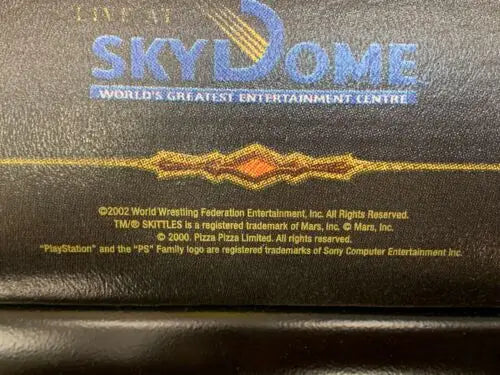 LIVE AT
SKYDOME
WORLD'S GREATEST ENTERTAINMENT CENTRE
©2002 World Wrestling Federation Entertainment, Inc. All Rights Reserved.
TM/® SKITTLES is a registered trademark of Mars, Inc. © Mars, Inc.
© 2000. Pizza Pizza Limited. All rights reserved.
"PlayStation" and the "PS" Family logo are registered trademarks of Sony Computer Entertainment Inc.